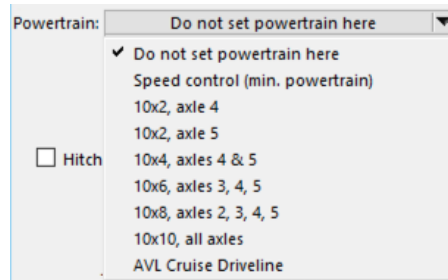 Powertrain: Do not set powertrain here
Do not set powertrain here
Speed control (min. powertrain)
10x2, axle 4
10x2, axle 5
10x4, axles 4 & 5
Hitch
10x6, axles 3, 4, 5
10x8, axles 2, 3, 4, 5
10x10, all axles
AVL Cruise Driveline